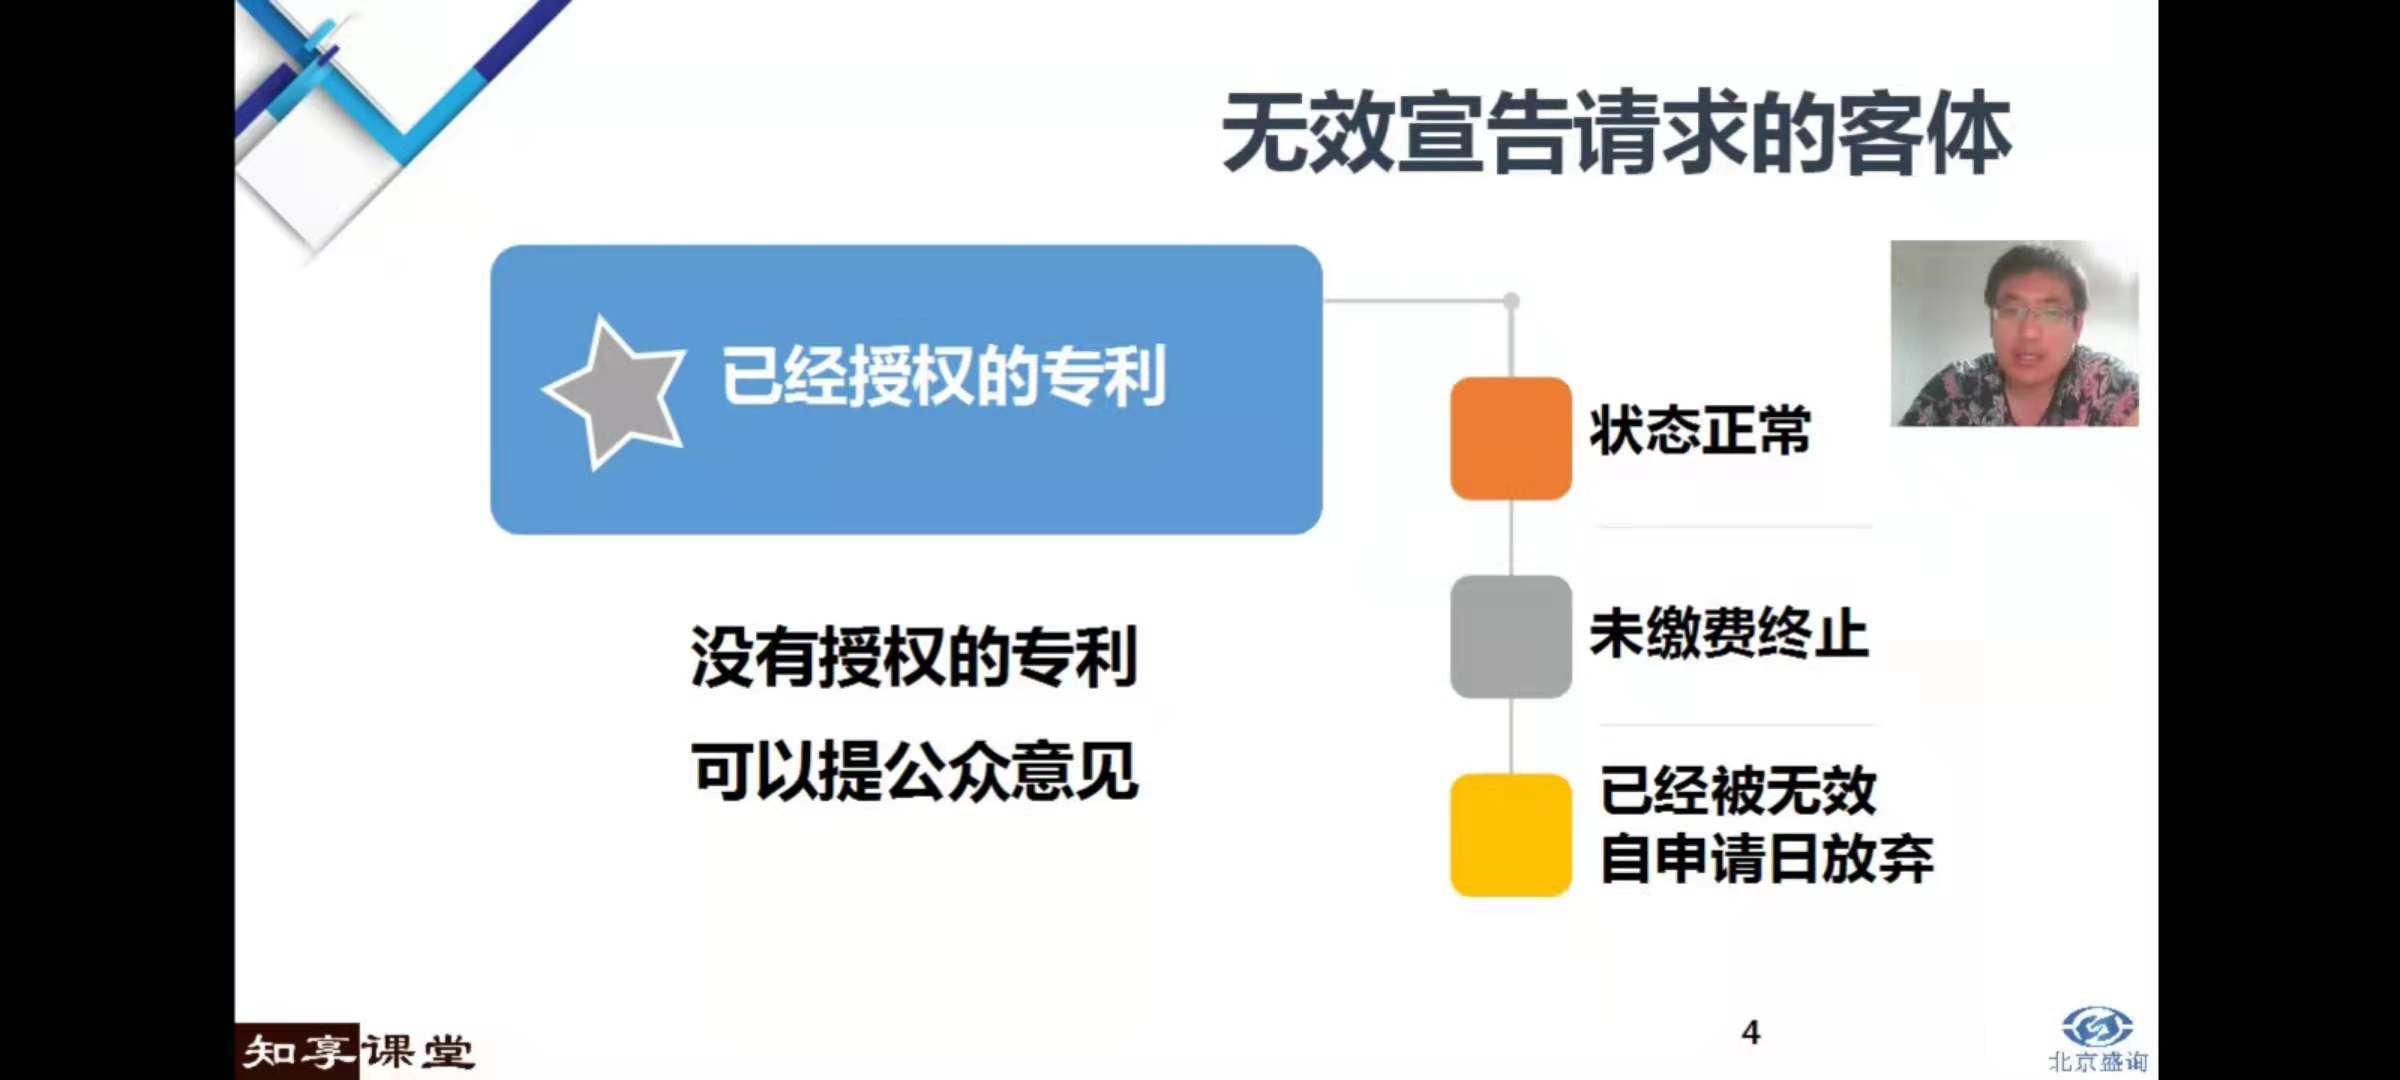 无效宣告请求的客体
已经授权的专利
状态正常
没有授权的专利
可以提公众意见
未缴费终止
已经被无效
自申请日放弃
知享课堂
4
北京盛询